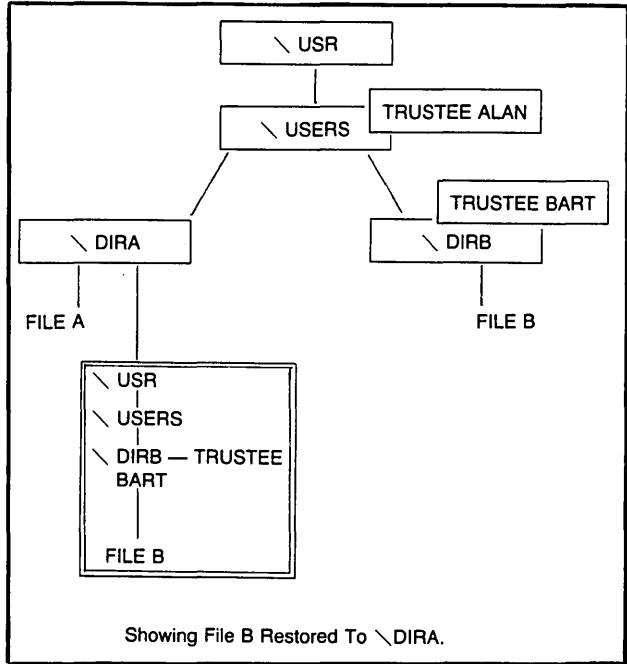 \ USR
TRUSTEE ALAN
\ USERS
TRUSTEE BART
\ DIRA
\ DIRB
FILE A
FILE B
\ USR
\ USERS
\ DIRB — TRUSTEE
BART
FILE B
Showing File B Restored To \DIRA.